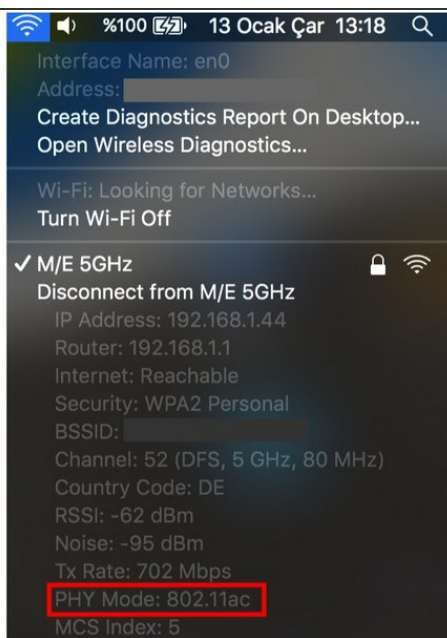 %100 13 Ocak Çar 13:18
Interface Name: en0
Address:
Create Diagnostics Report On Desktop...
Open Wireless Diagnostics...
Wi-Fi: Looking for Networks...
Turn Wi-Fi Off
✓ M/E 5GHz
Disconnect from M/E 5GHz
IP Address: 192.168.1.44
Router: 192.168.1.1
Internet: Reachable
Security: WPA2 Personal
BSSID:
Channel: 52 (DFS, 5 GHz, 80 MHz)
Country Code: DE
RSSI: -62 dBm
Noise: -95 dBm
Tx Rate: 702 Mbps
PHY Mode: 802.11ac
MCS Index: 5